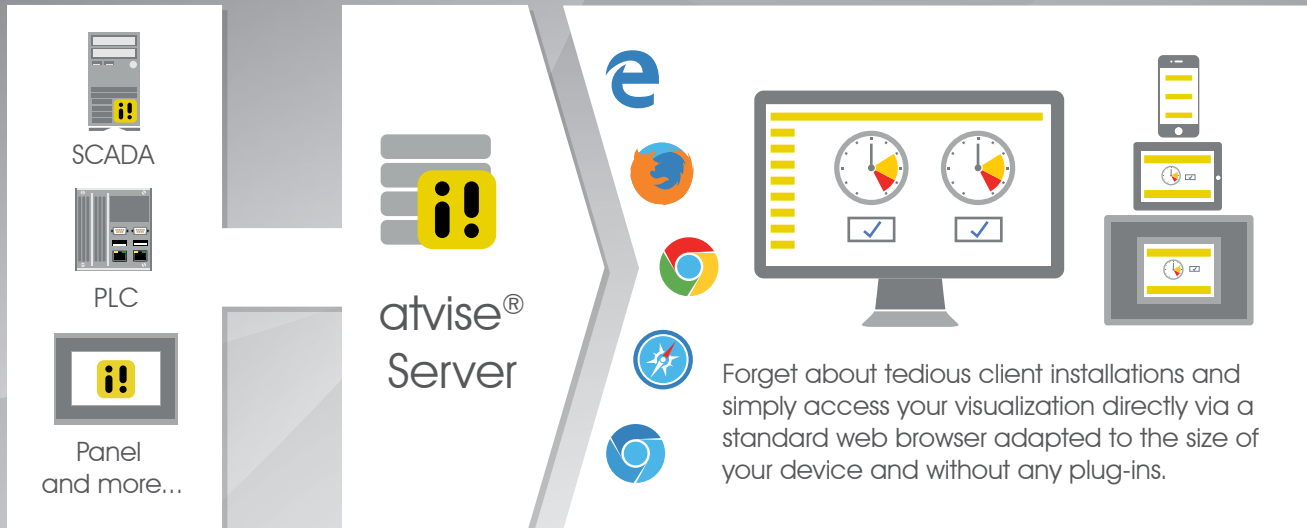 SCADA
PLC
Panel
and more...
atvise®
Server
Forget about tedious client installations and
simply access your visualization directly via a
standard web browser adapted to the size of
your device and without any plug-ins.